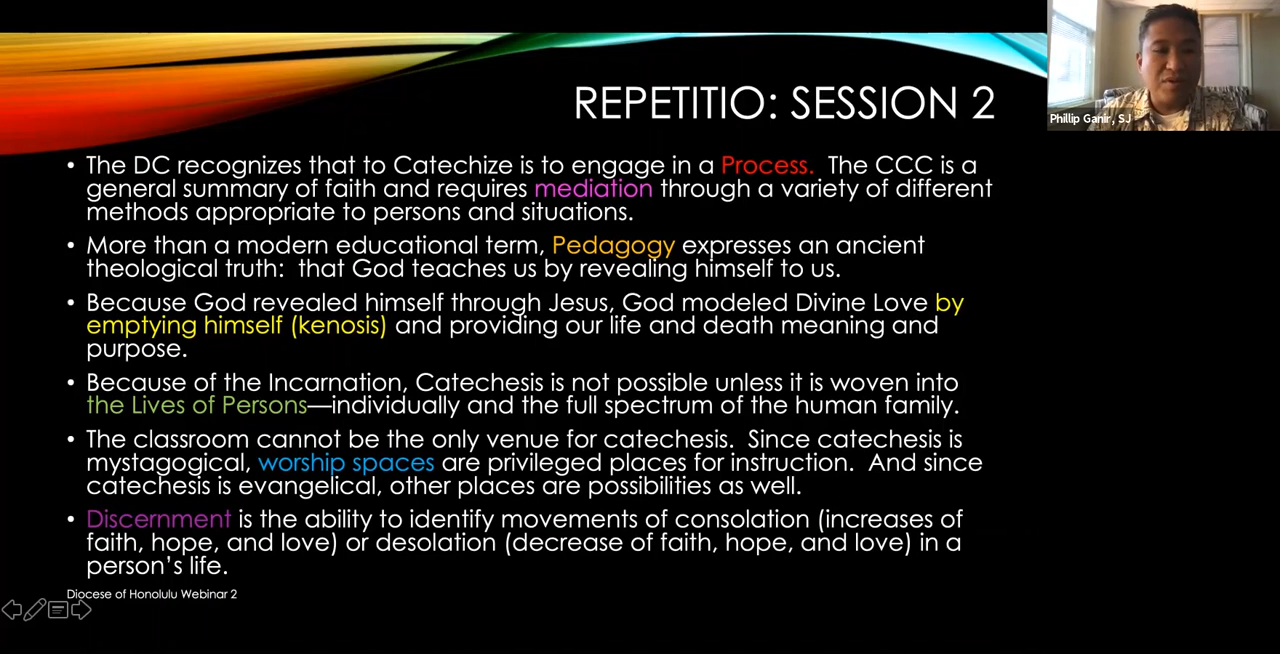 REPETITIO: SESSION 2
Phillip Ganir, SJ
• The DC recognizes that to Catechize is to engage in a Process. The CCC is a
general summary of faith and requires mediation through a variety of different
methods appropriate to persons and situations.
• More than a modern educational term, Pedagogy expresses an ancient
theological truth: that God teaches us by revealing himself to us.
• Because God revealed himself through Jesus, God modeled Divine Love by
emptying himself (kenosis) and providing our life and death meaning and
purpose.
• Because of the Incarnation, Catechesis is not possible unless it is woven into
the Lives of Persons—individually and the full spectrum of the human family.
• The classroom cannot be the only venue for catechesis. Since catechesis is
mystagogical, worship spaces are privileged places for instruction. And since
catechesis is evangelical, other places are possibilities as well.
• Discernment is the ability to identify movements of consolation (increases of
faith, hope, and love) or desolation (decrease of faith, hope, and love) in a
person's life.
Diocese of Honolulu Webinar 2